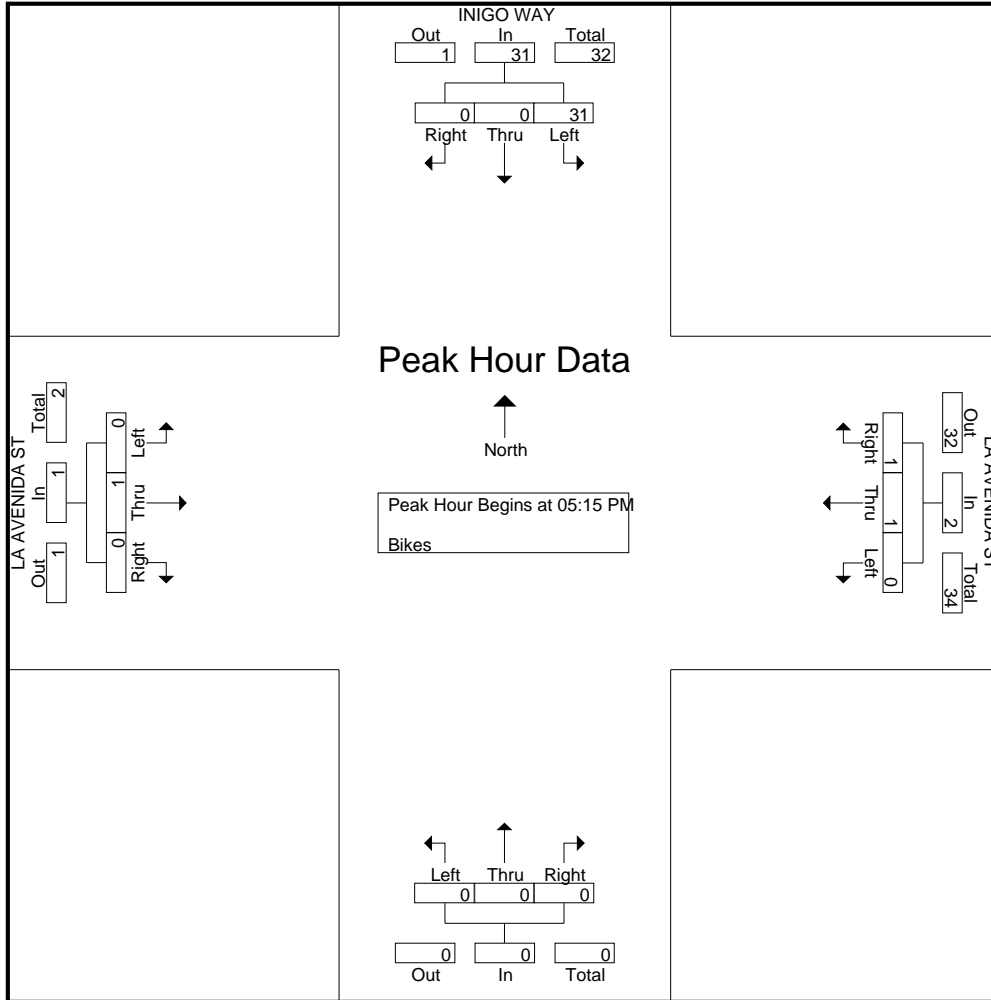 INIGO WAY
Out In Total
1 31 32
0 0 31
Right Thru Left
Peak Hour Data
North
Peak Hour Begins at 05:15 PM
Bikes
LA AVENIDA ST
Total In Out
2 1 1
0 1 0
Left Thru Right
LA AVENIDA ST
Out In Total
32 2 34
1 1 0
Right Thru Left
Left Thru Right
0 0 0
0 0 0
Out In Total